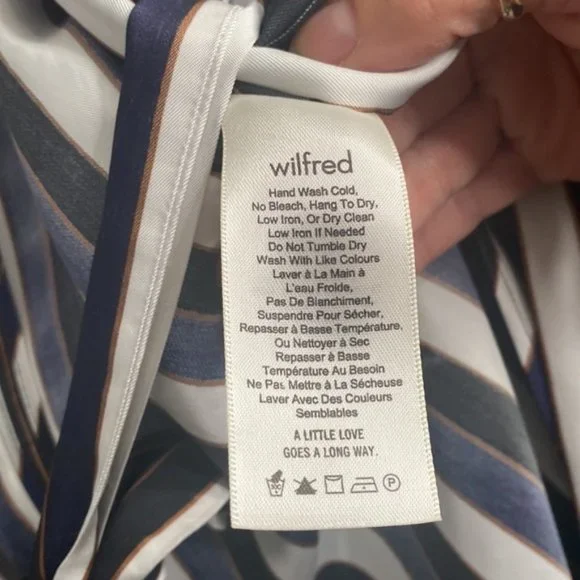 wilfred
Hand Wash Cold,
No Bleach, Hang To Dry,
Low Iron, Or Dry Clean
Low Iron If Needed
Do Not Tumble Dry
Wash With Like Colours
Laver à La Main à
L'eau Froide,
Pas De Blanchiment,
Suspendre Pour Sécher,
Repasser à Basse Température,
Ou Nettoyer à Sec
Repasser à Basse
Température Au Besoin
Ne Pas Mettre à La Sécheuse
Laver Avec Des Couleurs
Semblables
A LITTLE LOVE
GOES A LONG WAY.
P